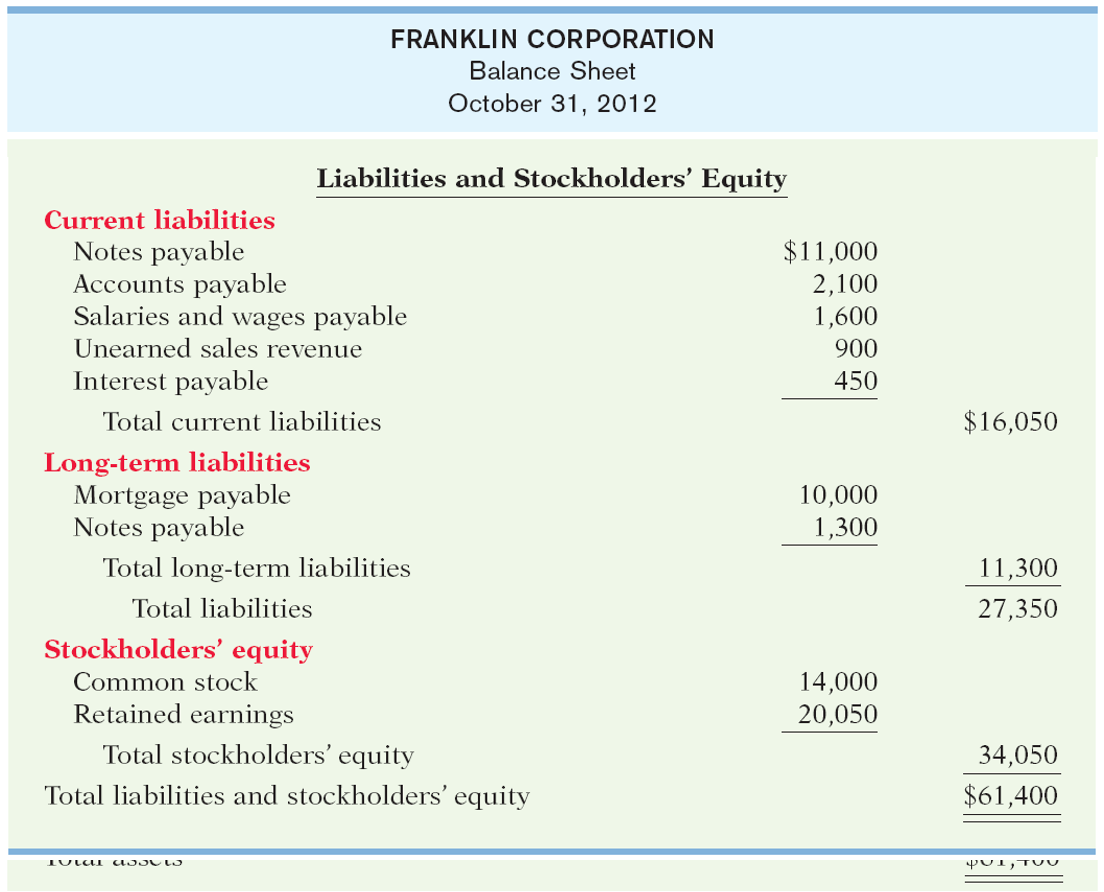 FRANKLIN CORPORATION
Balance Sheet
October 31, 2012
Liabilities and Stockholders’ Equity
Current liabilities
Notes payable $11,000
Accounts payable 2,100
Salaries and wages payable 1,600
Unearned sales revenue 900
Interest payable 450
Total current liabilities $16,050
Long-term liabilities
Mortgage payable 10,000
Notes payable 1,300
Total long-term liabilities 11,300
Total liabilities 27,350
Stockholders’ equity
Common stock 14,000
Retained earnings 20,050
Total stockholders’ equity 34,050
Total liabilities and stockholders’ equity $61,400
Total assets